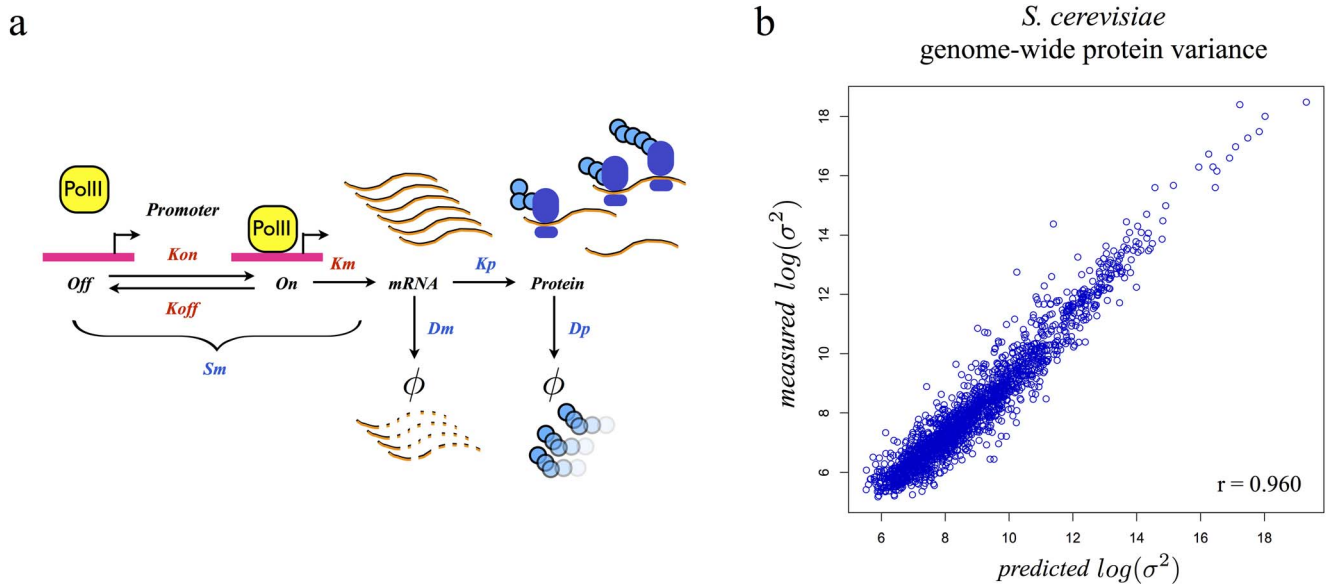 a
PolII
Promoter
PolII
Kon
Km
Kp
Off
On
mRNA
Protein
Koff
Dm
Dp
Sm
ϕ
ϕ
b
S. cerevisiae
genome-wide protein variance
measured log(σ²)
18
16
14
12
10
8
6
r = 0.960
6 8 10 12 14 16 18
predicted log(σ²)